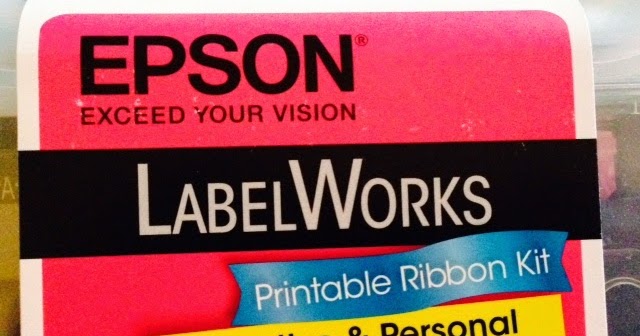 EPSON®
EXCEED YOUR VISION
LABELWORKS
Printable Ribbon Kit
& Personal